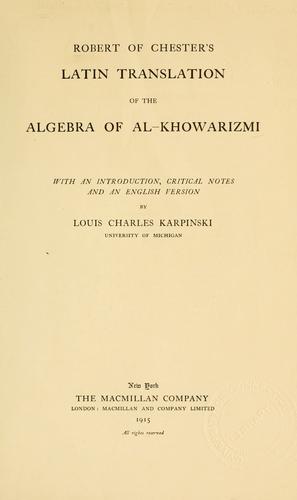 ROBERT OF CHESTER'S
LATIN TRANSLATION
OF THE
ALGEBRA OF AL-KHOWARIZMI
WITH AN INTRODUCTION, CRITICAL NOTES
AND AN ENGLISH VERSION
BY
LOUIS CHARLES KARPINSKI
UNIVERSITY OF MICHIGAN
New York
THE MACMILLAN COMPANY
LONDON: MACMILLAN AND COMPANY LIMITED
1915
All rights reserved